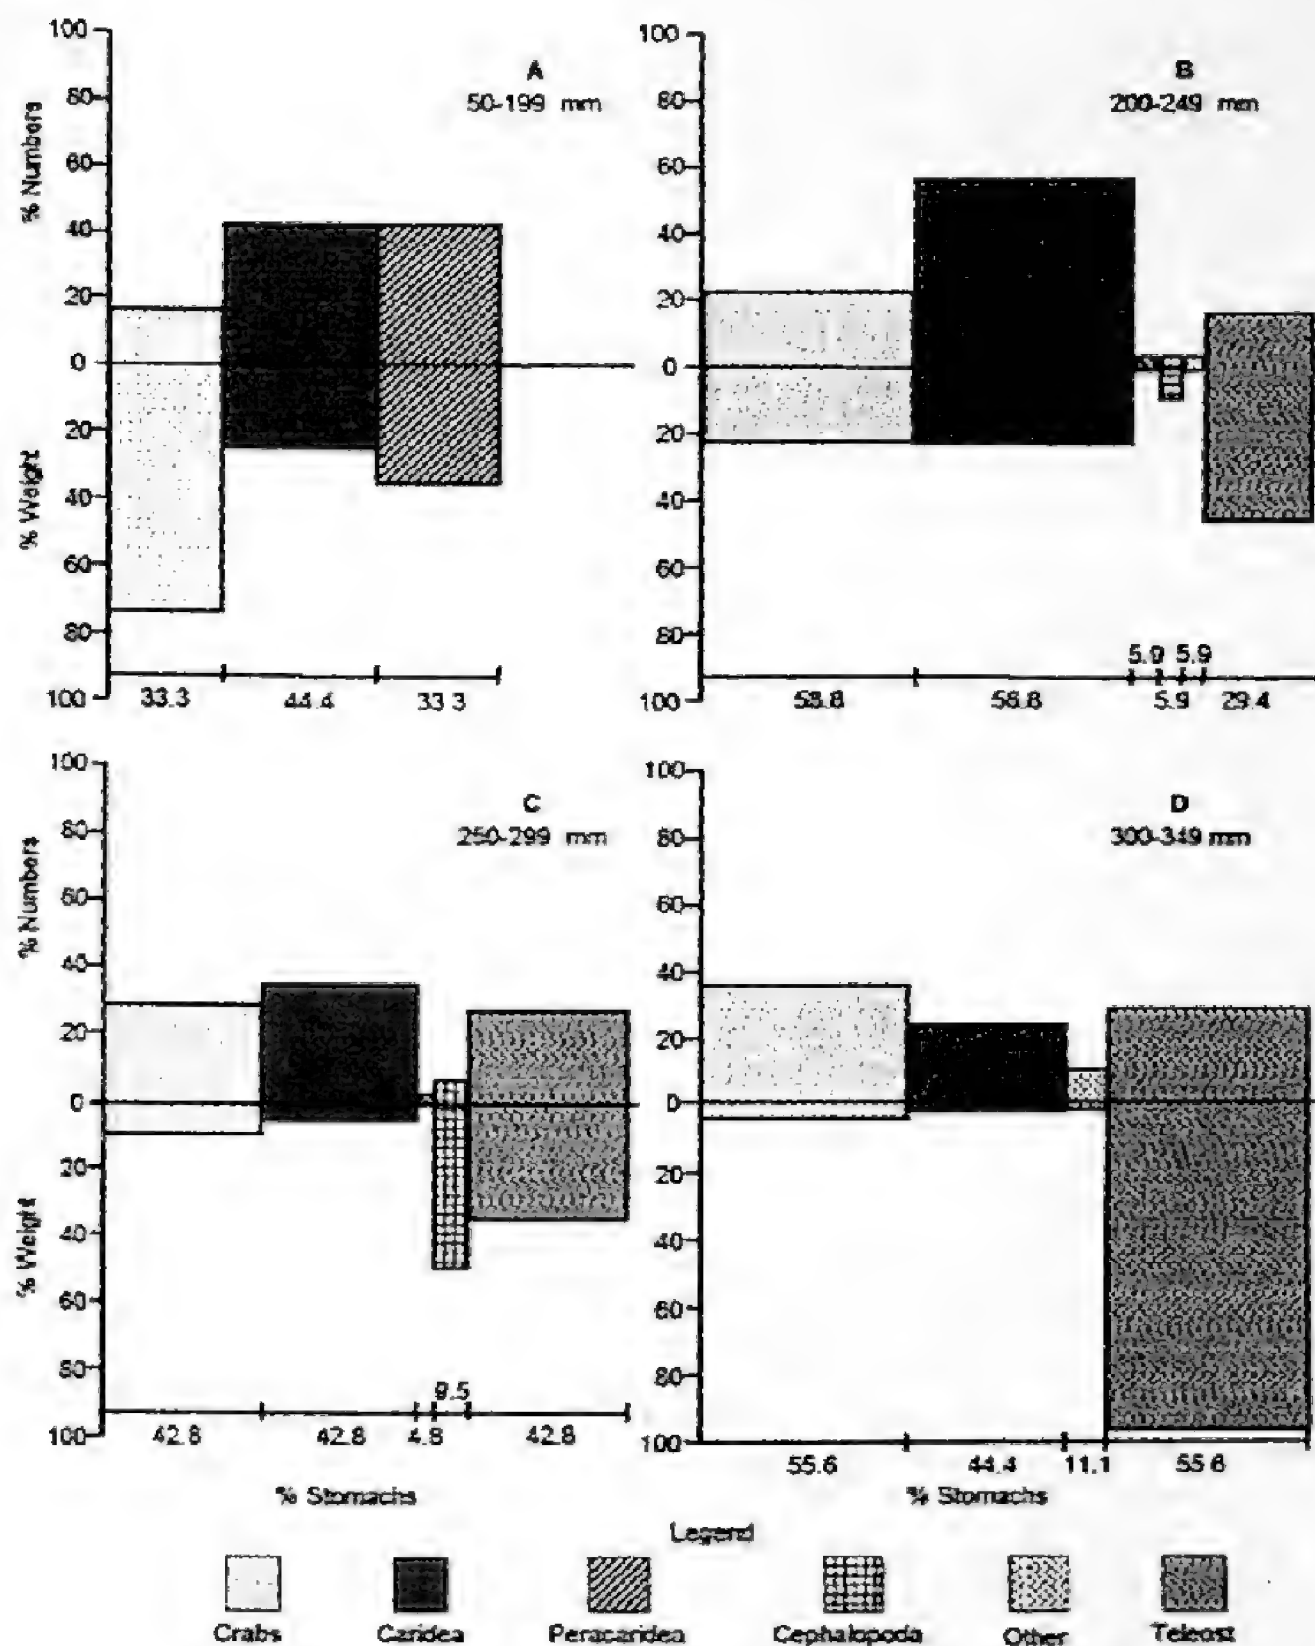 A
50-199 mm
% Numbers
% Weight
100
80
60
40
20
0
20
40
60
80
100
33.3
44.4
33.3
B
200-249 mm
100
80
60
40
20
0
20
40
60
80
100
5.9
5.9
58.8
58.8
5.9
29.4
C
250-299 mm
% Numbers
% Weight
100
80
60
40
20
0
20
40
60
80
100
9.5
42.8
42.8
4.8
42.8
% Stomachs
D
300-349 mm
100
80
60
40
20
0
20
40
60
80
100
55.6
44.4
11.1
55.6
% Stomachs
Legend
Crabs
Caridea
Peracaridea
Cephalopoda
Other
Teleost